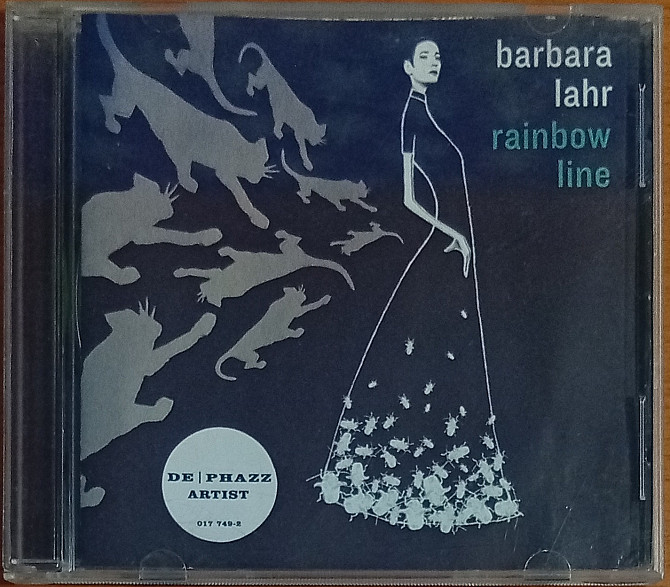 barbara
lahr
rainbow
line
DE|PHAZZ
ARTIST
017 749-2